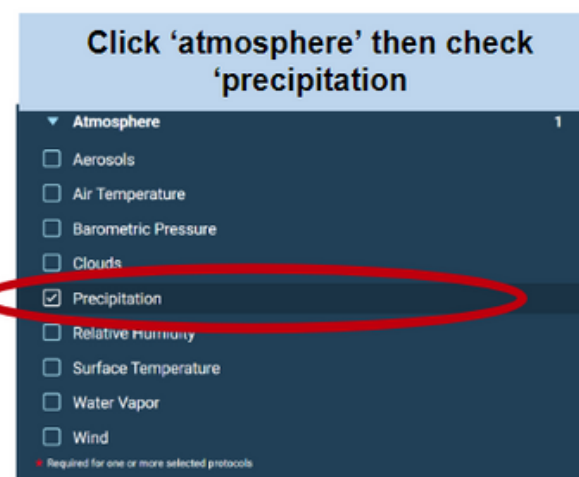 Click ‘atmosphere’ then check
‘precipitation
Atmosphere 1
Aerosols
Air Temperature
Barometric Pressure
Clouds
Precipitation
Relative Humidity
Surface Temperature
Water Vapor
Wind
* Required for one or more selected protocols